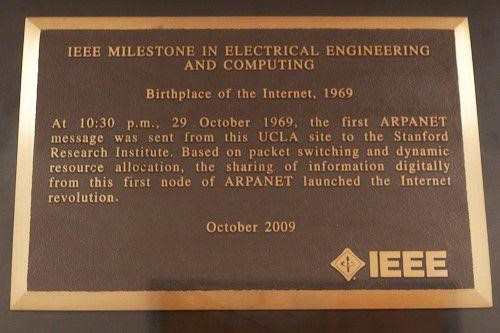 IEEE MILESTONE IN ELECTRICAL ENGINEERING
AND COMPUTING
Birthplace of the Internet, 1969
At 10:30 p.m., 29 October 1969, the first ARPANET
message was sent from this UCLA site to the Stanford
Research Institute. Based on packet switching and dynamic
resource allocation, the sharing of information digitally
from this first node of ARPANET launched the Internet
revolution.
October 2009
IEEE